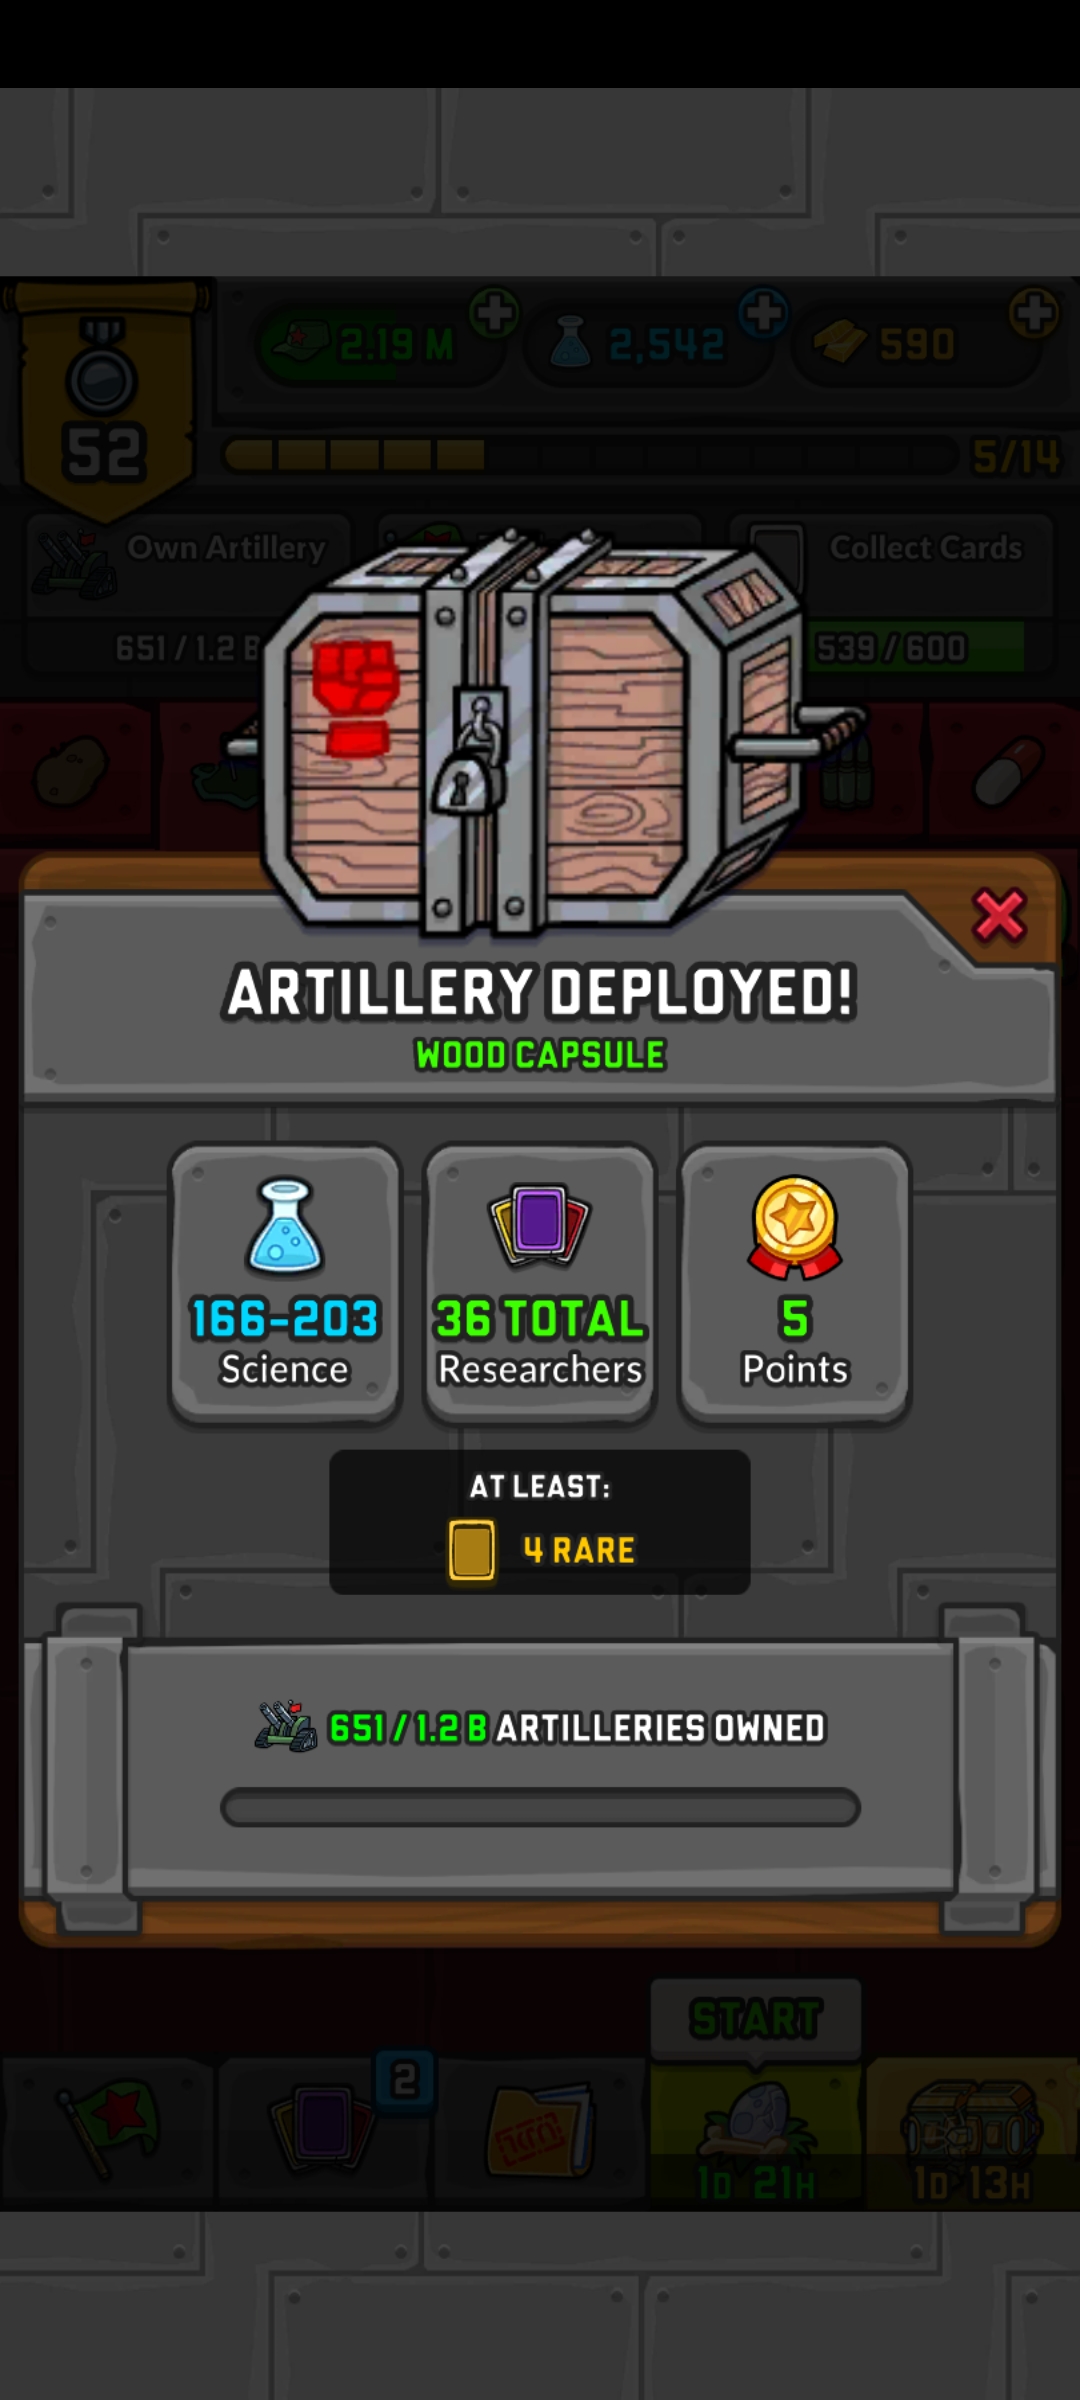 2.19 M
2,542
590
52
5/14
Own Artillery
Collect Cards
651 / 1.2 B
539 / 600
ARTILLERY DEPLOYED!
WOOD CAPSULE
166-203
Science
36 TOTAL
Researchers
5
Points
AT LEAST:
4 RARE
651 / 1.2 B ARTILLERIES OWNED
START
2
1D 21H
1D 13H